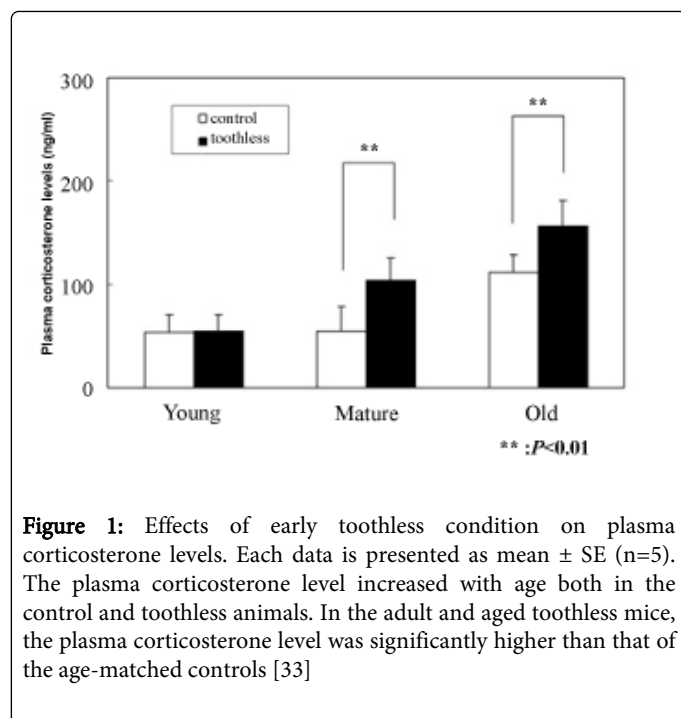 300
200
100
0
Plasma corticosterone levels (ng/ml)
control
toothless
**
**
Young Mature Old
** :P<0.01
Figure 1: Effects of early toothless condition on plasma
corticosterone levels. Each data is presented as mean ± SE (n=5).
The plasma corticosterone level increased with age both in the
control and toothless animals. In the adult and aged toothless mice,
the plasma corticosterone level was significantly higher than that of
the age-matched controls [33]